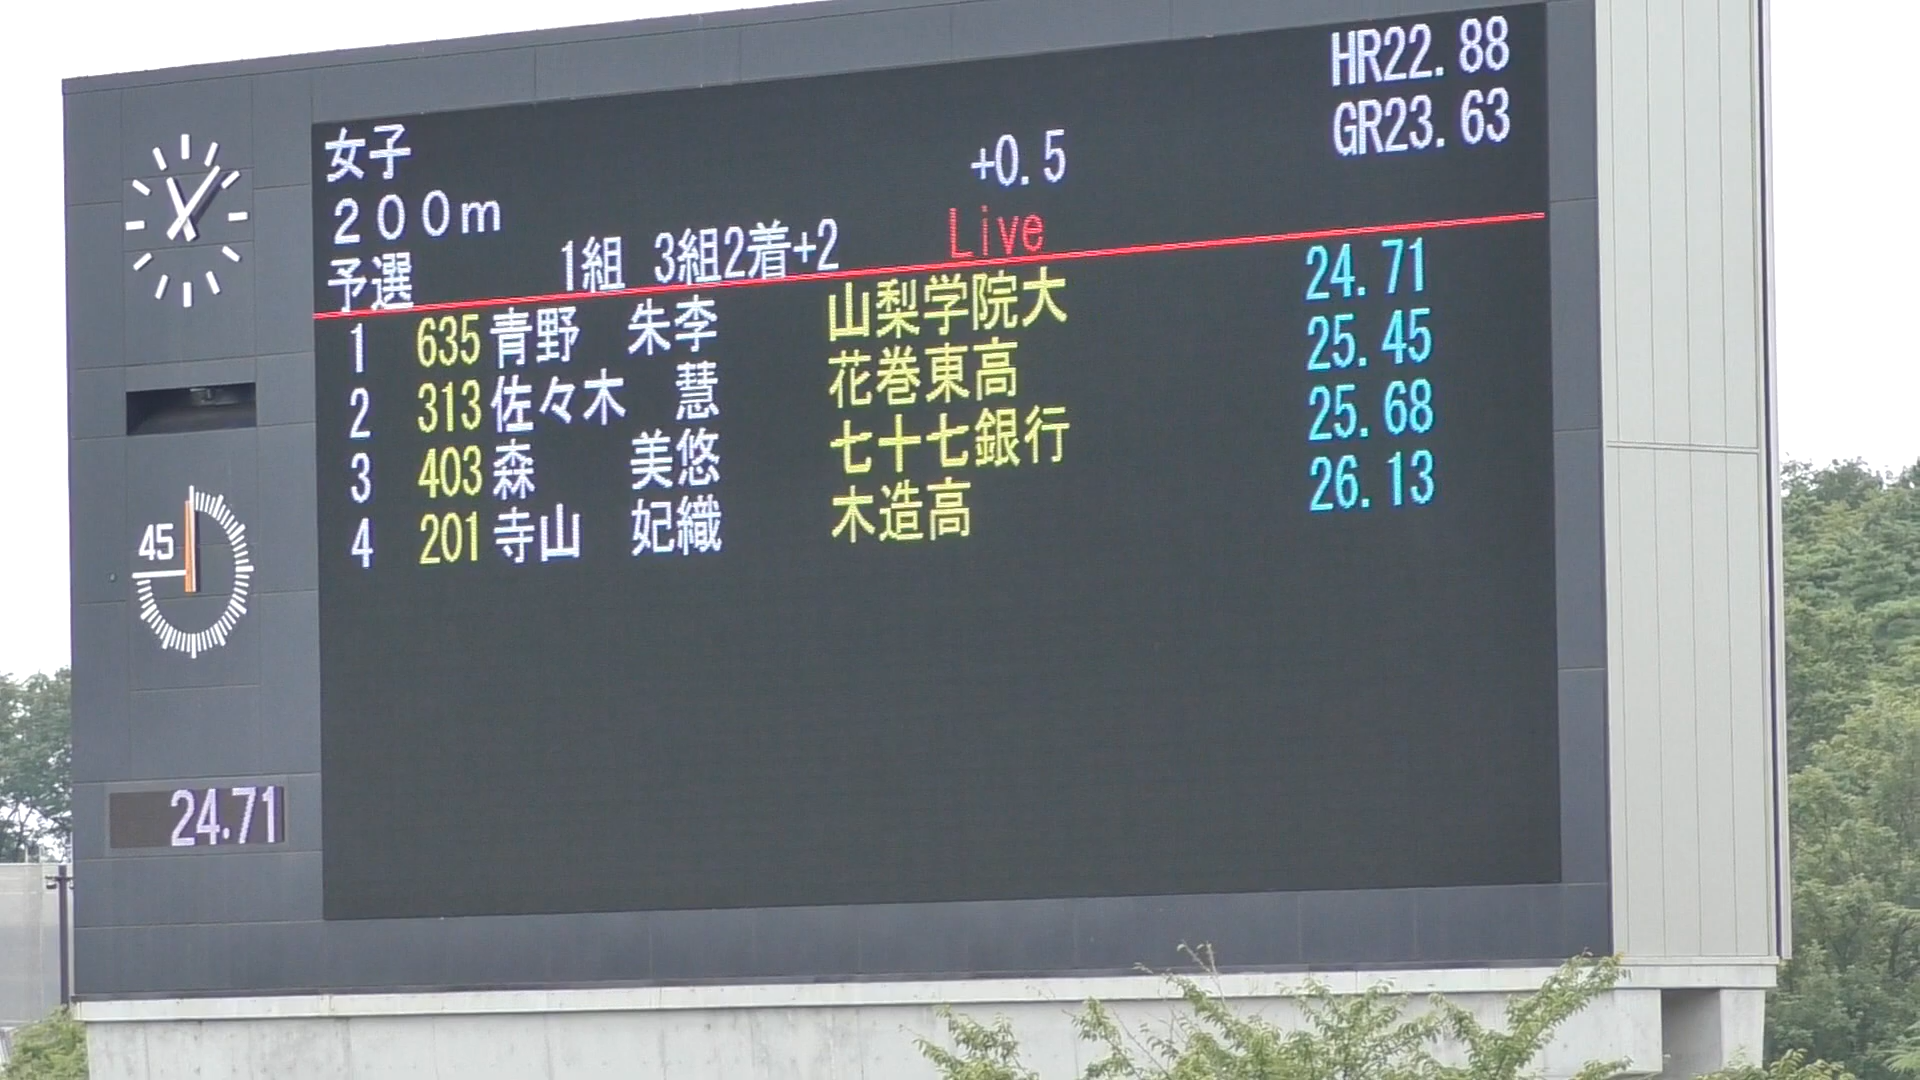 HR22.88
女子 +0.5 GR23.63
200m
予選 1組 3組2着+2 Live
1 635 青野 朱李 山梨学院大 24.71
2 313 佐々木 慧 花巻東高 25.45
3 403 森 美悠 七十七銀行 25.68
4 201 寺山 妃織 木造高 26.13
45
24.71